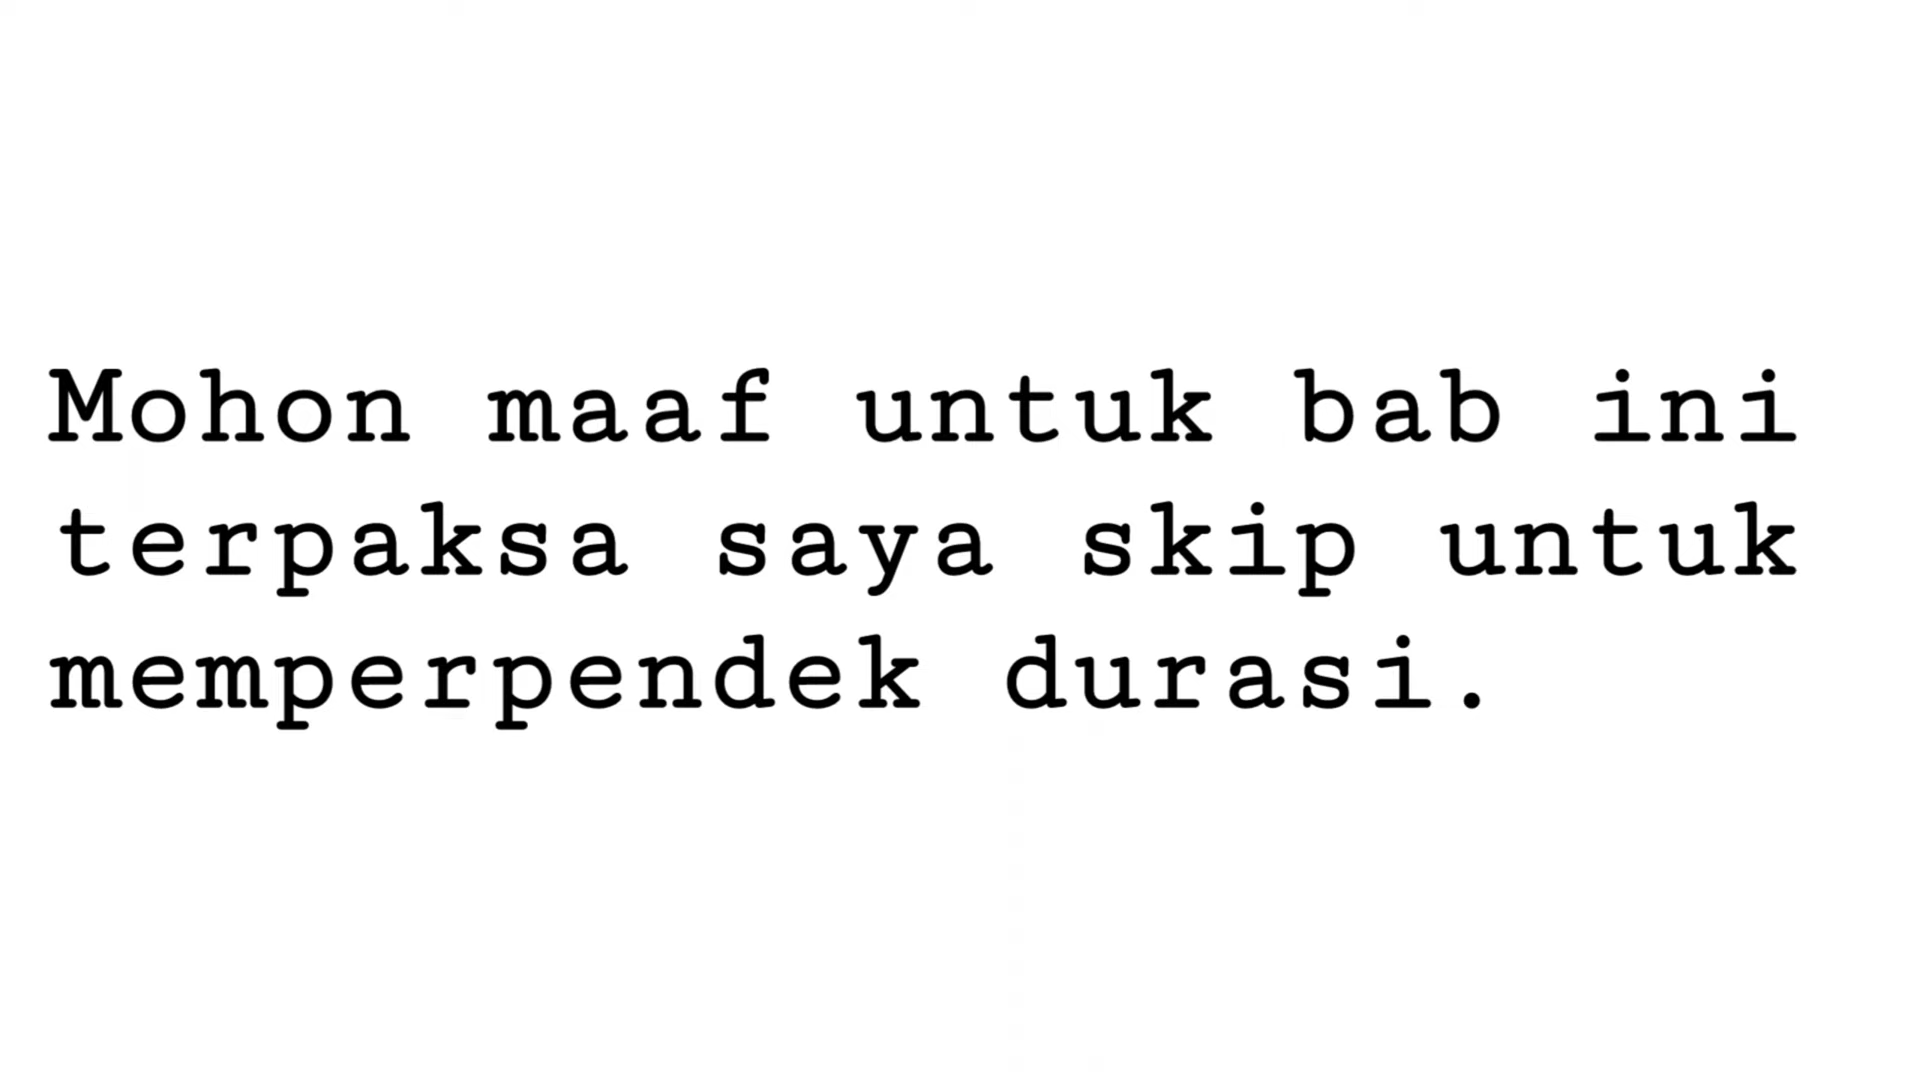 Mohon maaf untuk bab ini
terpaksa saya skip untuk
memperpendek durasi.